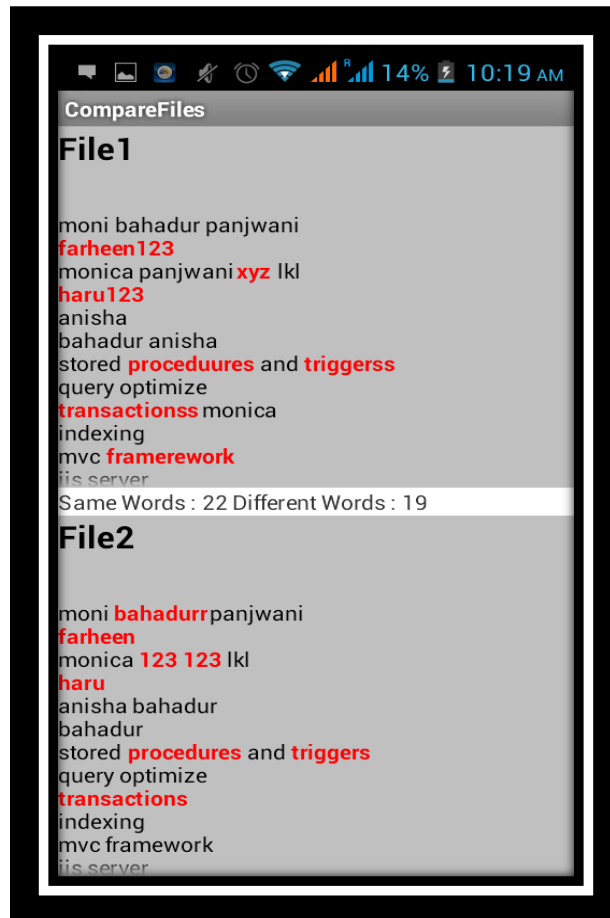 R 14% 10:19 AM
CompareFiles
File1
moni bahadur panjwani
farheen123
monica panjwani xyz lkl
haru123
anisha
bahadur anisha
stored proceduures and triggerss
query optimize
transactionss monica
indexing
mvc framerework
iis server
Same Words : 22 Different Words : 19
File2
moni bahadurr panjwani
farheen
monica 123 123 lkl
haru
anisha bahadur
bahadur
stored procedures and triggers
query optimize
transactions
indexing
mvc framework
iis server